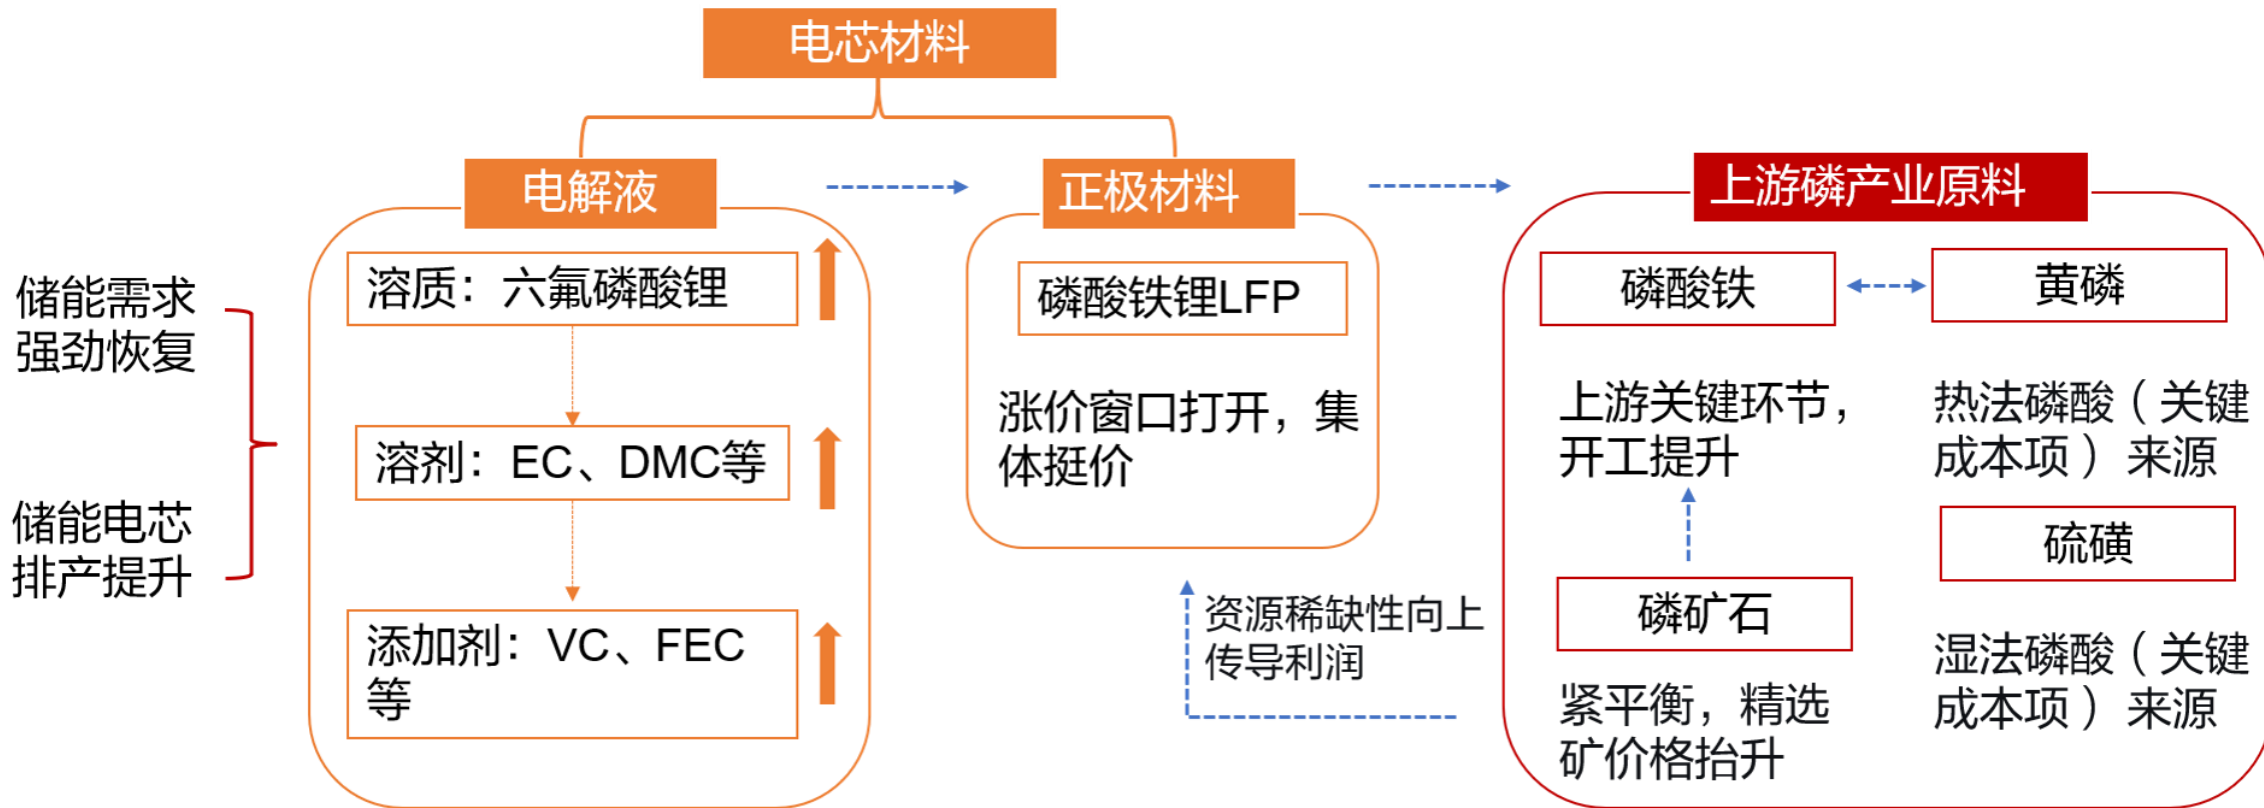 电芯材料
电解液
正极材料
上游磷产业原料
储能需求
强劲恢复
储能电芯
排产提升
溶质：六氟磷酸锂
溶剂：EC、DMC等
添加剂：VC、FEC
等
磷酸铁锂LFP
涨价窗口打开，集
体挺价
资源稀缺性向上
传导利润
磷酸铁
上游关键环节，
开工提升
磷矿石
紧平衡，精选
矿价格抬升
黄磷
热法磷酸（关键
成本项）来源
硫磺
湿法磷酸（关键
成本项）来源